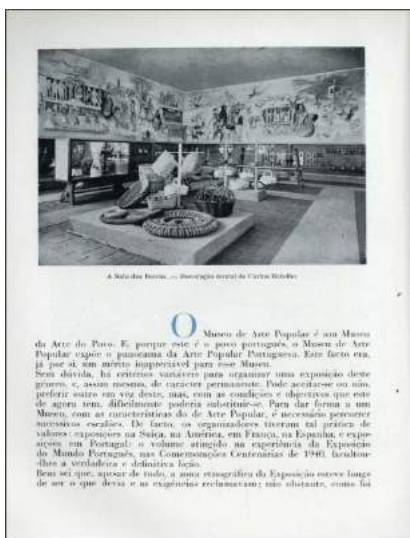 A Sala das Beiras. — Decoração mural de Carlos Botelho
O Museu de Arte Popular é um Museu
da Arte do Povo. E, porque este é o povo português, o Museu de Arte
Popular expõe o panorama da Arte Popular Portuguesa. Este facto era,
já por si, um mérito inapreciável para esse Museu.
Sem dúvida, há critérios variáveis para organizar uma exposição deste
género, e, assim mesmo, de carácter permanente. Pode aceitar-se ou não,
preferir outro em vez deste, mas, com as condições e objectivos que este
de agora tem, dificilmente poderia substituir-se. Para dar forma a um
Museu, com as características do de Arte Popular, é necessário percorrer
sucessivos escalões. De facto, os organizadores tiveram tal prática de
valores: exposições na Suíça, na América, em França, na Espanha, e expo-
sições em Portugal: o volume atingido na experiência da Exposição
do Mundo Português, nas Comemorações Centenárias de 1940, facultou-
-lhes a verdadeira e definitiva lição.
Bem sei que, apesar de tudo, a zona etnográfica da Exposição esteve longe
de ser o que devia e as exigências reclamavam; não obstante, como foi